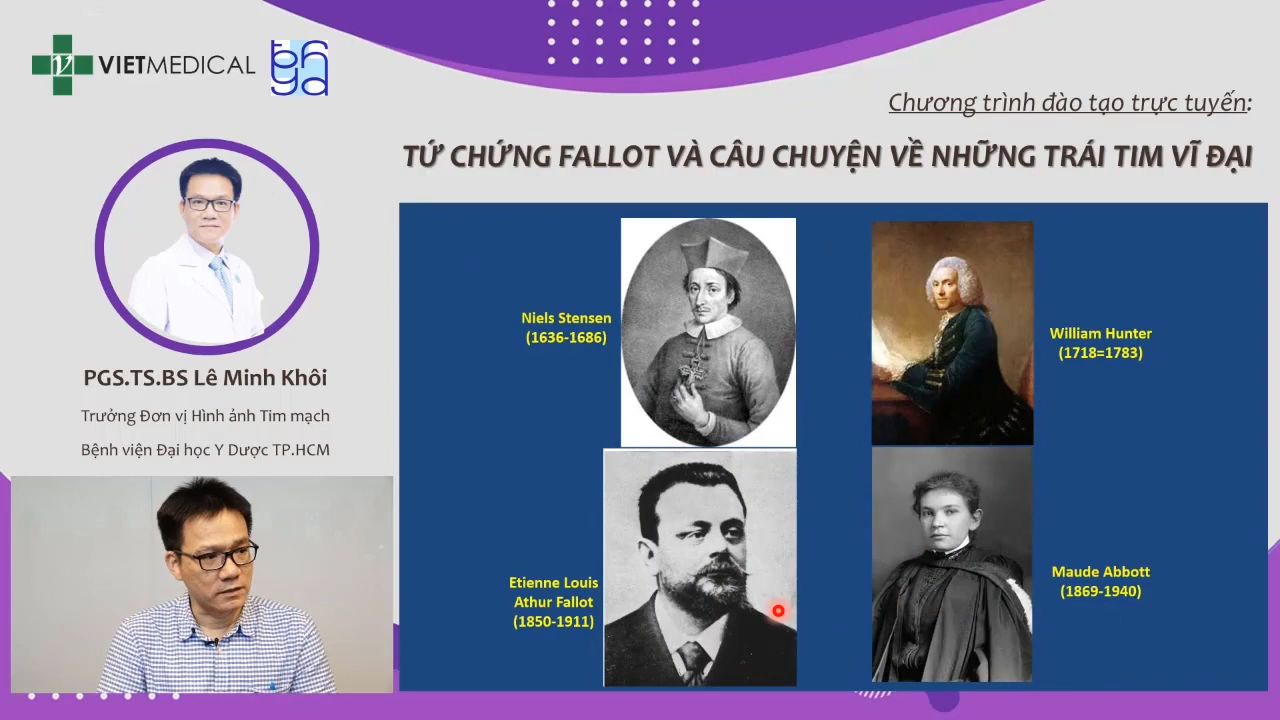 VIETMEDICAL
Chương trình đào tạo trực tuyến:
TỨ CHỨNG FALLOT VÀ CÂU CHUYỆN VỀ NHỮNG TRÁI TIM VĨ ĐẠI
PGS.TS.BS Lê Minh Khôi
Trưởng Đơn vị Hình ảnh Tim mạch
Bệnh viện Đại học Y Dược TP.HCM
Niels Stensen
(1636-1686)
William Hunter
(1718=1783)
Etienne Louis
Athur Fallot
(1850-1911)
Maude Abbott
(1869-1940)